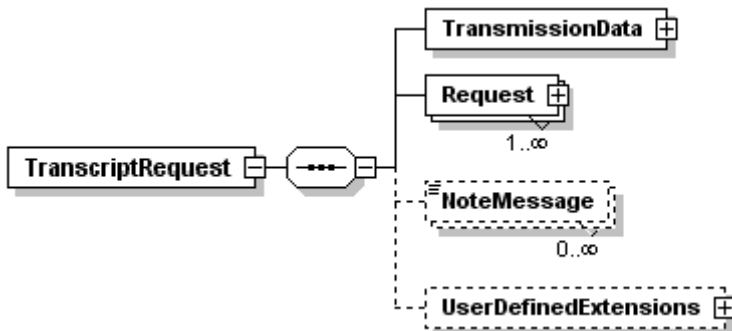 TransmissionData
Request
1..∞
TranscriptRequest
NoteMessage
0..∞
UserDefinedExtensions